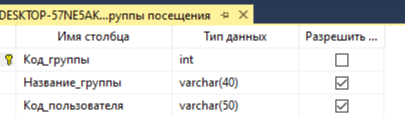 DESKTOP-57NE5AK...руппы посещения
Имя столбца Тип данных Разрешить ...
Код_группы int
Название_группы varchar(40)
Код_пользователя varchar(50)